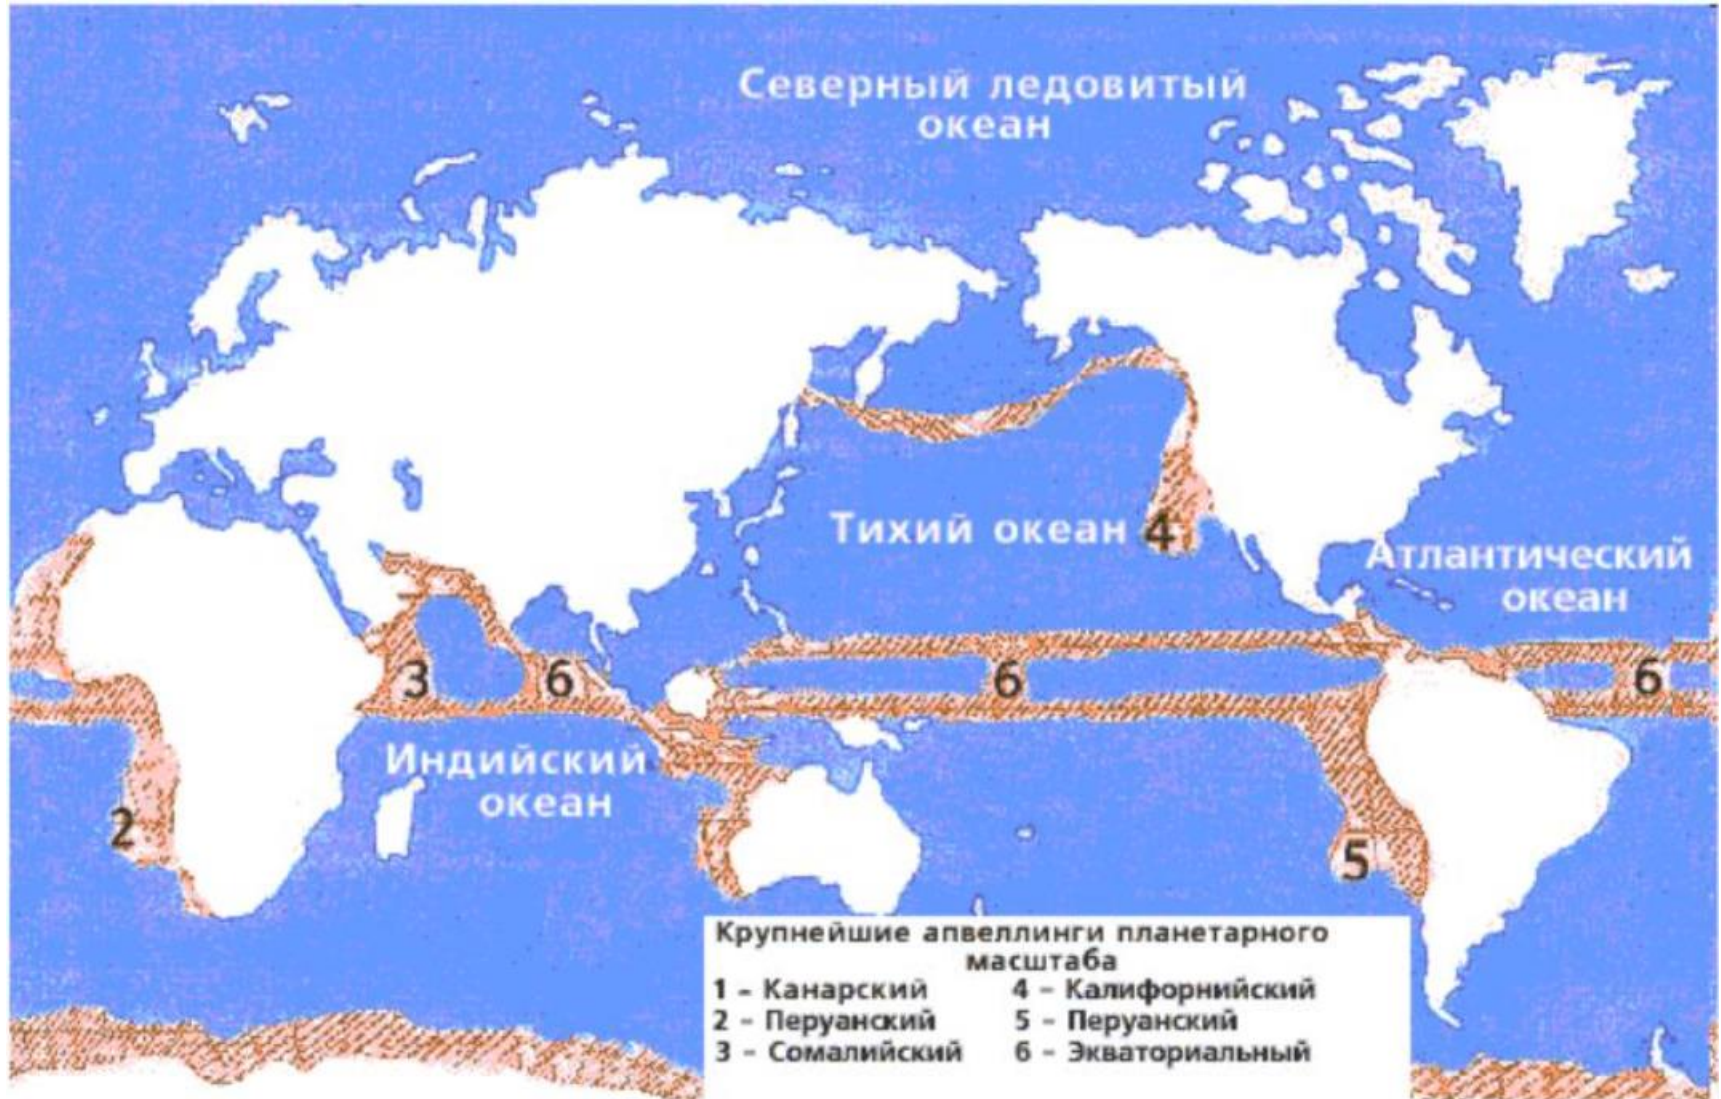 Северный ледовитый
океан
Тихий океан
4
Атлантический
океан
3
6
6
6
Индийский
океан
2
5
Крупнейшие апвеллинги планетарного
масштаба
1 - Канарский
4 - Калифорнийский
2 - Перуанский
5 - Перуанский
3 - Сомалийский
6 - Экваториальный